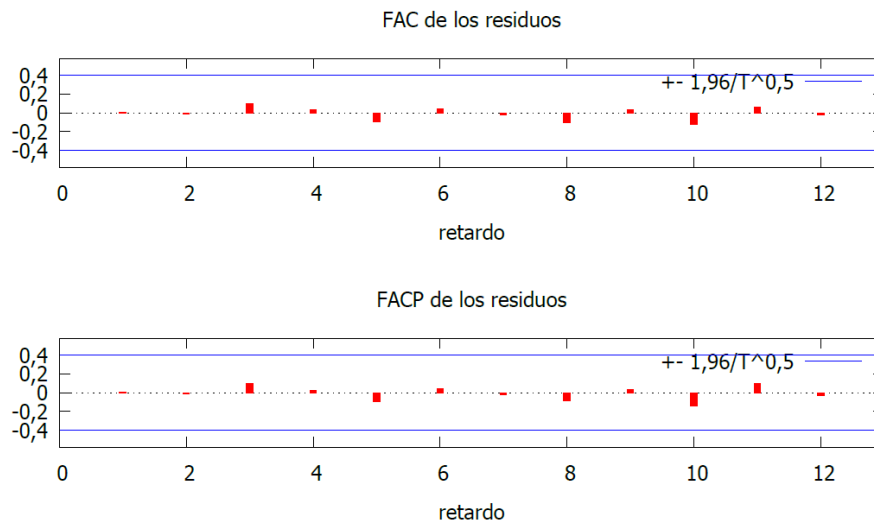 FAC de los residuos
+- 1,96/T^0,5
0,4
0,2
0
-0,2
-0,4
0 2 4 6 8 10 12
retardo
FACP de los residuos
+- 1,96/T^0,5
0,4
0,2
0
-0,2
-0,4
0 2 4 6 8 10 12
retardo